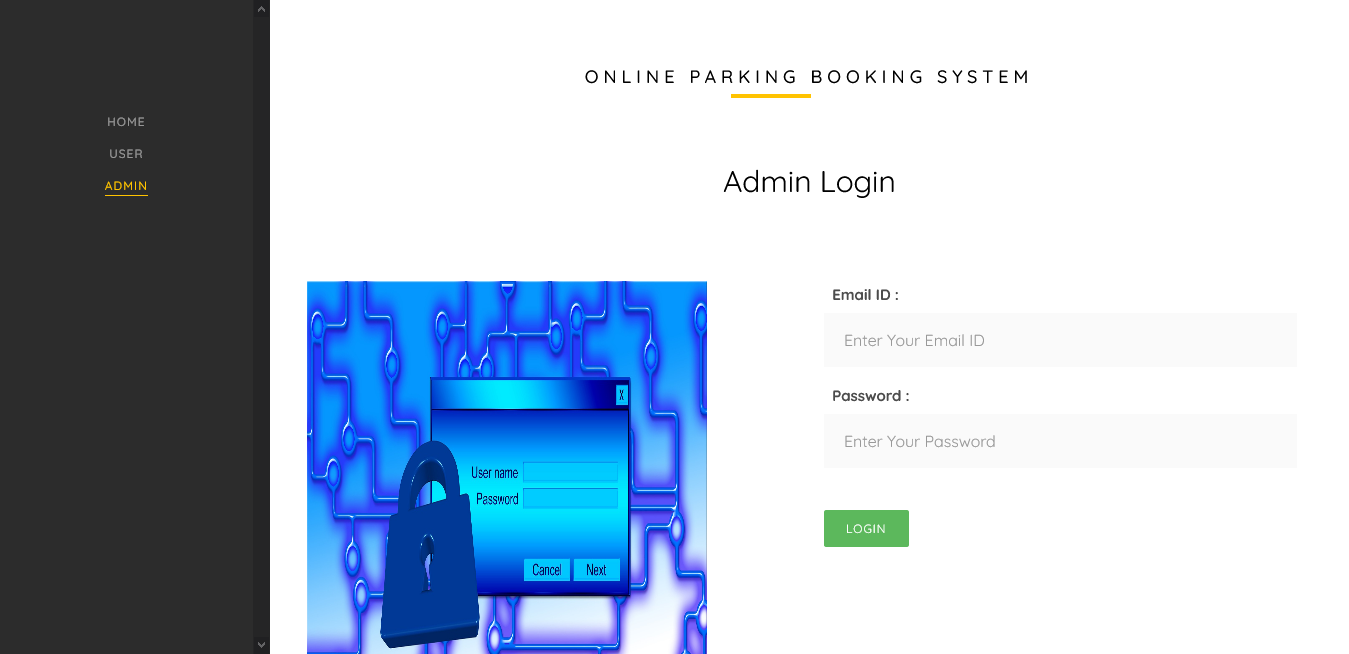 HOME
USER
ADMIN
ONLINE PARKING BOOKING SYSTEM
Admin Login
X
User name
Password
Cancel Next
Email ID :
Enter Your Email ID
Password :
Enter Your Password
LOGIN